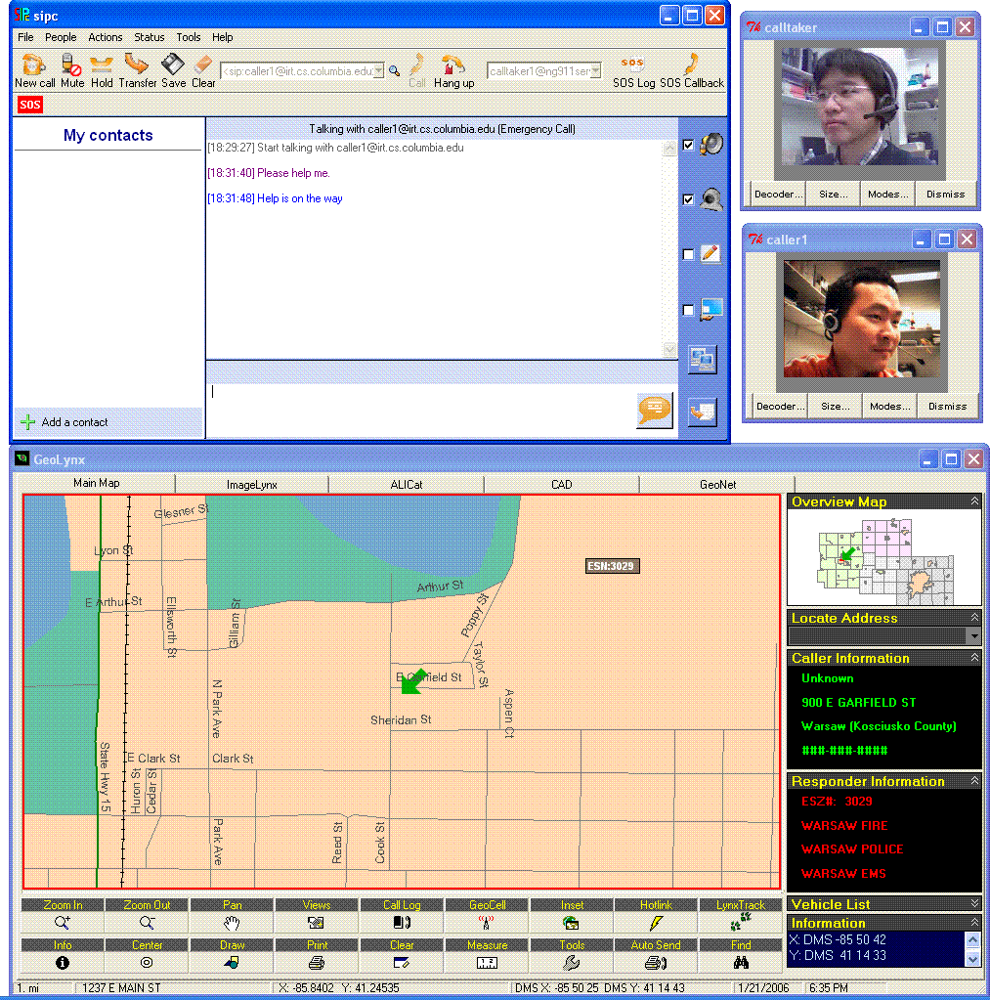 sipc
File People Actions Status Tools Help
New call Mute Hold Transfer Save Clear <sip:caller1@irt.cs.columbia.edu Call Hang up calltaker@ng911ser SOS Log SOS Callback
SOS
My contacts
Talking with caller1@irt.cs.columbia.edu (Emergency Call)
[18:29:27] Start talking with caller1@irt.cs.columbia.edu
[18:31:40] Please help me.
[18:31:48] Help is on the way
Add a contact
calltaker
Decoder... Size... Modes... Dismiss
caller1
Decoder... Size... Modes... Dismiss
GeoLynx
Main Map ImageLynx ALICat CAD GeoNet
Glesner St
Lyon St
E Arthur St
Ellsworth St
Gilliam St
Arthur St
Poppy St
Taylor St
ESN:3029
E Garfield St
N Park Ave
Sheridan St
Aspen Ct
State Hwy 15
E Clark St
Clark St
Huron St
Cedar St
Park Ave
Reed St
Cook St
Overview Map
Locate Address
Caller Information
Unknown
900 E GARFIELD ST
Warsaw (Kosciusko County)
###-###-####
Responder Information
ESZ#: 3029
WARSAW FIRE
WARSAW POLICE
WARSAW EMS
Vehicle List
Information
X: DMS -85 50 42
Y: DMS 41 14 33
Zoom In Zoom Out Pan Views Call Log GeoCell Inset Hotlink LynxTrack
Info Center Draw Print Clear Measure Tools Auto Send Find
1. mi 1237 E MAIN ST X: -85.8402 Y: 41.24535 DMS X: -85 50 25 DMS Y: 41 14 43 1/21/2006 6:35 PM